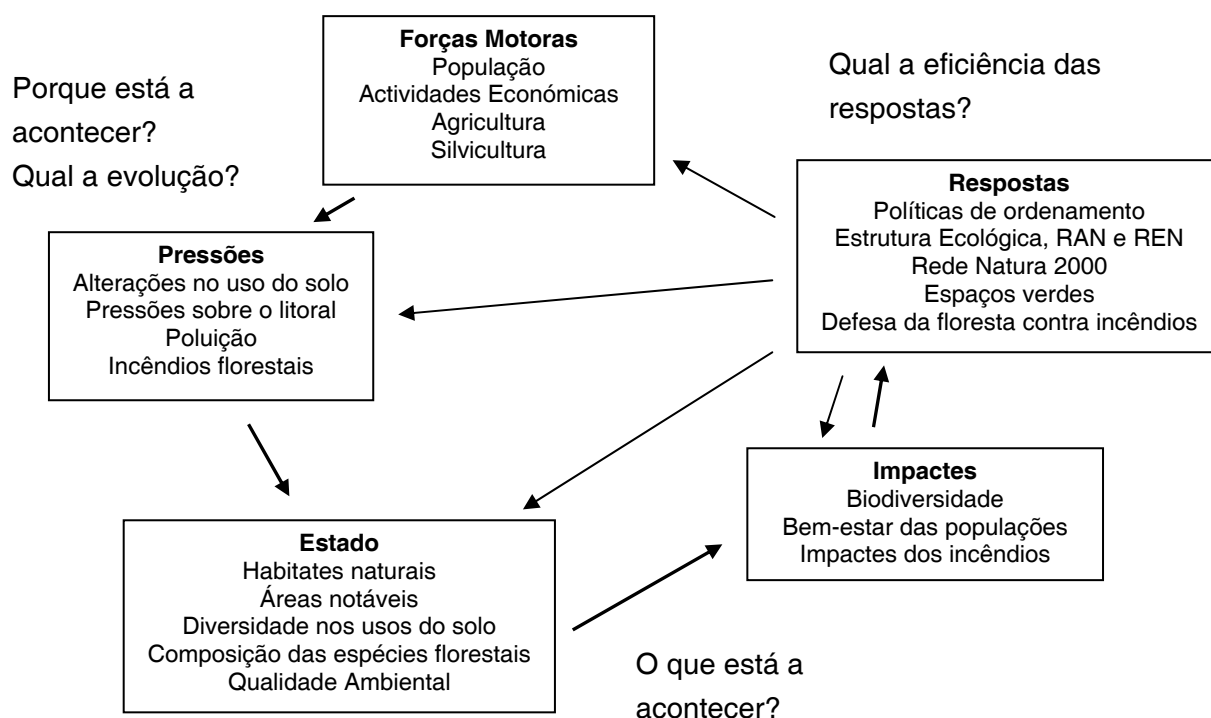 Forças Motoras
População
Actividades Económicas
Agricultura
Silvicultura
Porque está a
acontecer?
Qual a evolução?
Qual a eficiência das
respostas?
Respostas
Políticas de ordenamento
Estrutura Ecológica, RAN e REN
Rede Natura 2000
Espaços verdes
Defesa da floresta contra incêndios
Pressões
Alterações no uso do solo
Pressões sobre o litoral
Poluição
Incêndios florestais
Impactes
Biodiversidade
Bem-estar das populações
Impactes dos incêndios
Estado
Habitates naturais
Áreas notáveis
Diversidade nos usos do solo
Composição das espécies florestais
Qualidade Ambiental
O que está a
acontecer?